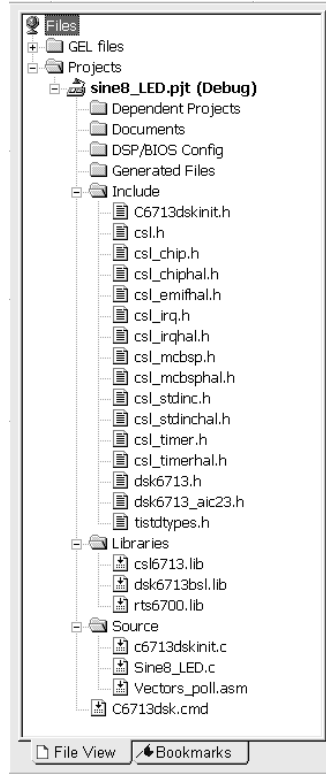 Files
GEL files
Projects
sine8_LED.pjt (Debug)
Dependent Projects
Documents
DSP/BIOS Config
Generated Files
Include
C6713dskinit.h
csl.h
csl_chip.h
csl_chiphal.h
csl_emifhal.h
csl_irq.h
csl_irqhal.h
csl_mcbsp.h
csl_mcbsphal.h
csl_stdinc.h
csl_stdinchal.h
csl_timer.h
csl_timerhal.h
dsk6713.h
dsk6713_aic23.h
tistdtypes.h
Libraries
csl6713.lib
dsk6713bsl.lib
rts6700.lib
Source
c6713dskinit.c
Sine8_LED.c
Vectors_poll.asm
C6713dsk.cmd
File View Bookmarks